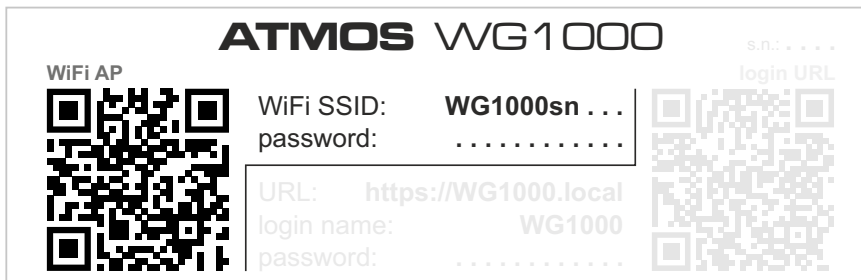 ATMOS WG1000
s.n.: . . . .
WiFi AP
login URL
WiFi SSID: WG1000sn . . .
password: . . . . . . . . . . . .
URL: https://WG1000.local
login name: WG1000
password: . . . . . . . . . . . .